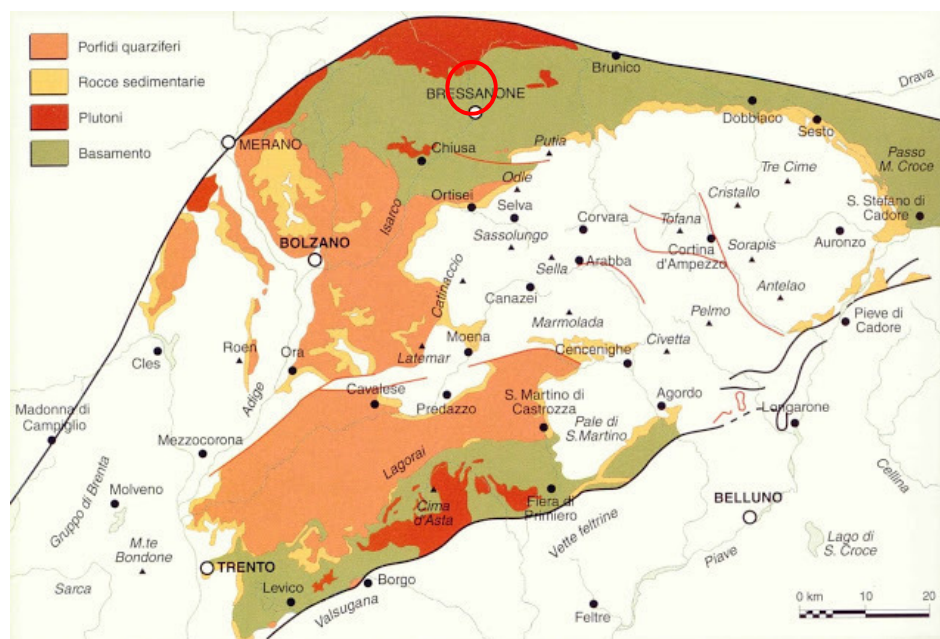 Porfidi quarziferi
Rocce sedimentarie
Plutoni
Basamento
BRESSANONE
Brunico
Drava
Dobbiaco
Sesto
MERANO
Chiusa
Putia
Passo
M. Croce
Tre Cime
Odle
Ortisei
Selva
Cristallo
S. Stefano di
Cadore
Isarco
Corvara
Tofana
Sassolungo
Cortina
d'Ampezzo
Sorapis
Auronzo
BOLZANO
Sella
Arabba
Catinaccio
Canazei
Antelao
Marmolada
Pelmo
Pieve di
Cadore
Moena
Civetta
Cencenighe
Latemar
Roen
Ora
Cles
Adige
Cavalese
Predazzo
S. Martino di
Castrozza
Agordo
Madonna di
Campiglio
Longarone
Pale di
S. Martino
Mezzocorona
Lagorai
Gruppo di Brenta
Molveno
Cima
d'Asta
Fiera di
Primiero
BELLUNO
Cellina
Vette feltrine
M.te
Bondone
Lago di
S. Croce
Piave
TRENTO
Sarca
Levico
Borgo
Valsugana
Feltre
0 km 10 20